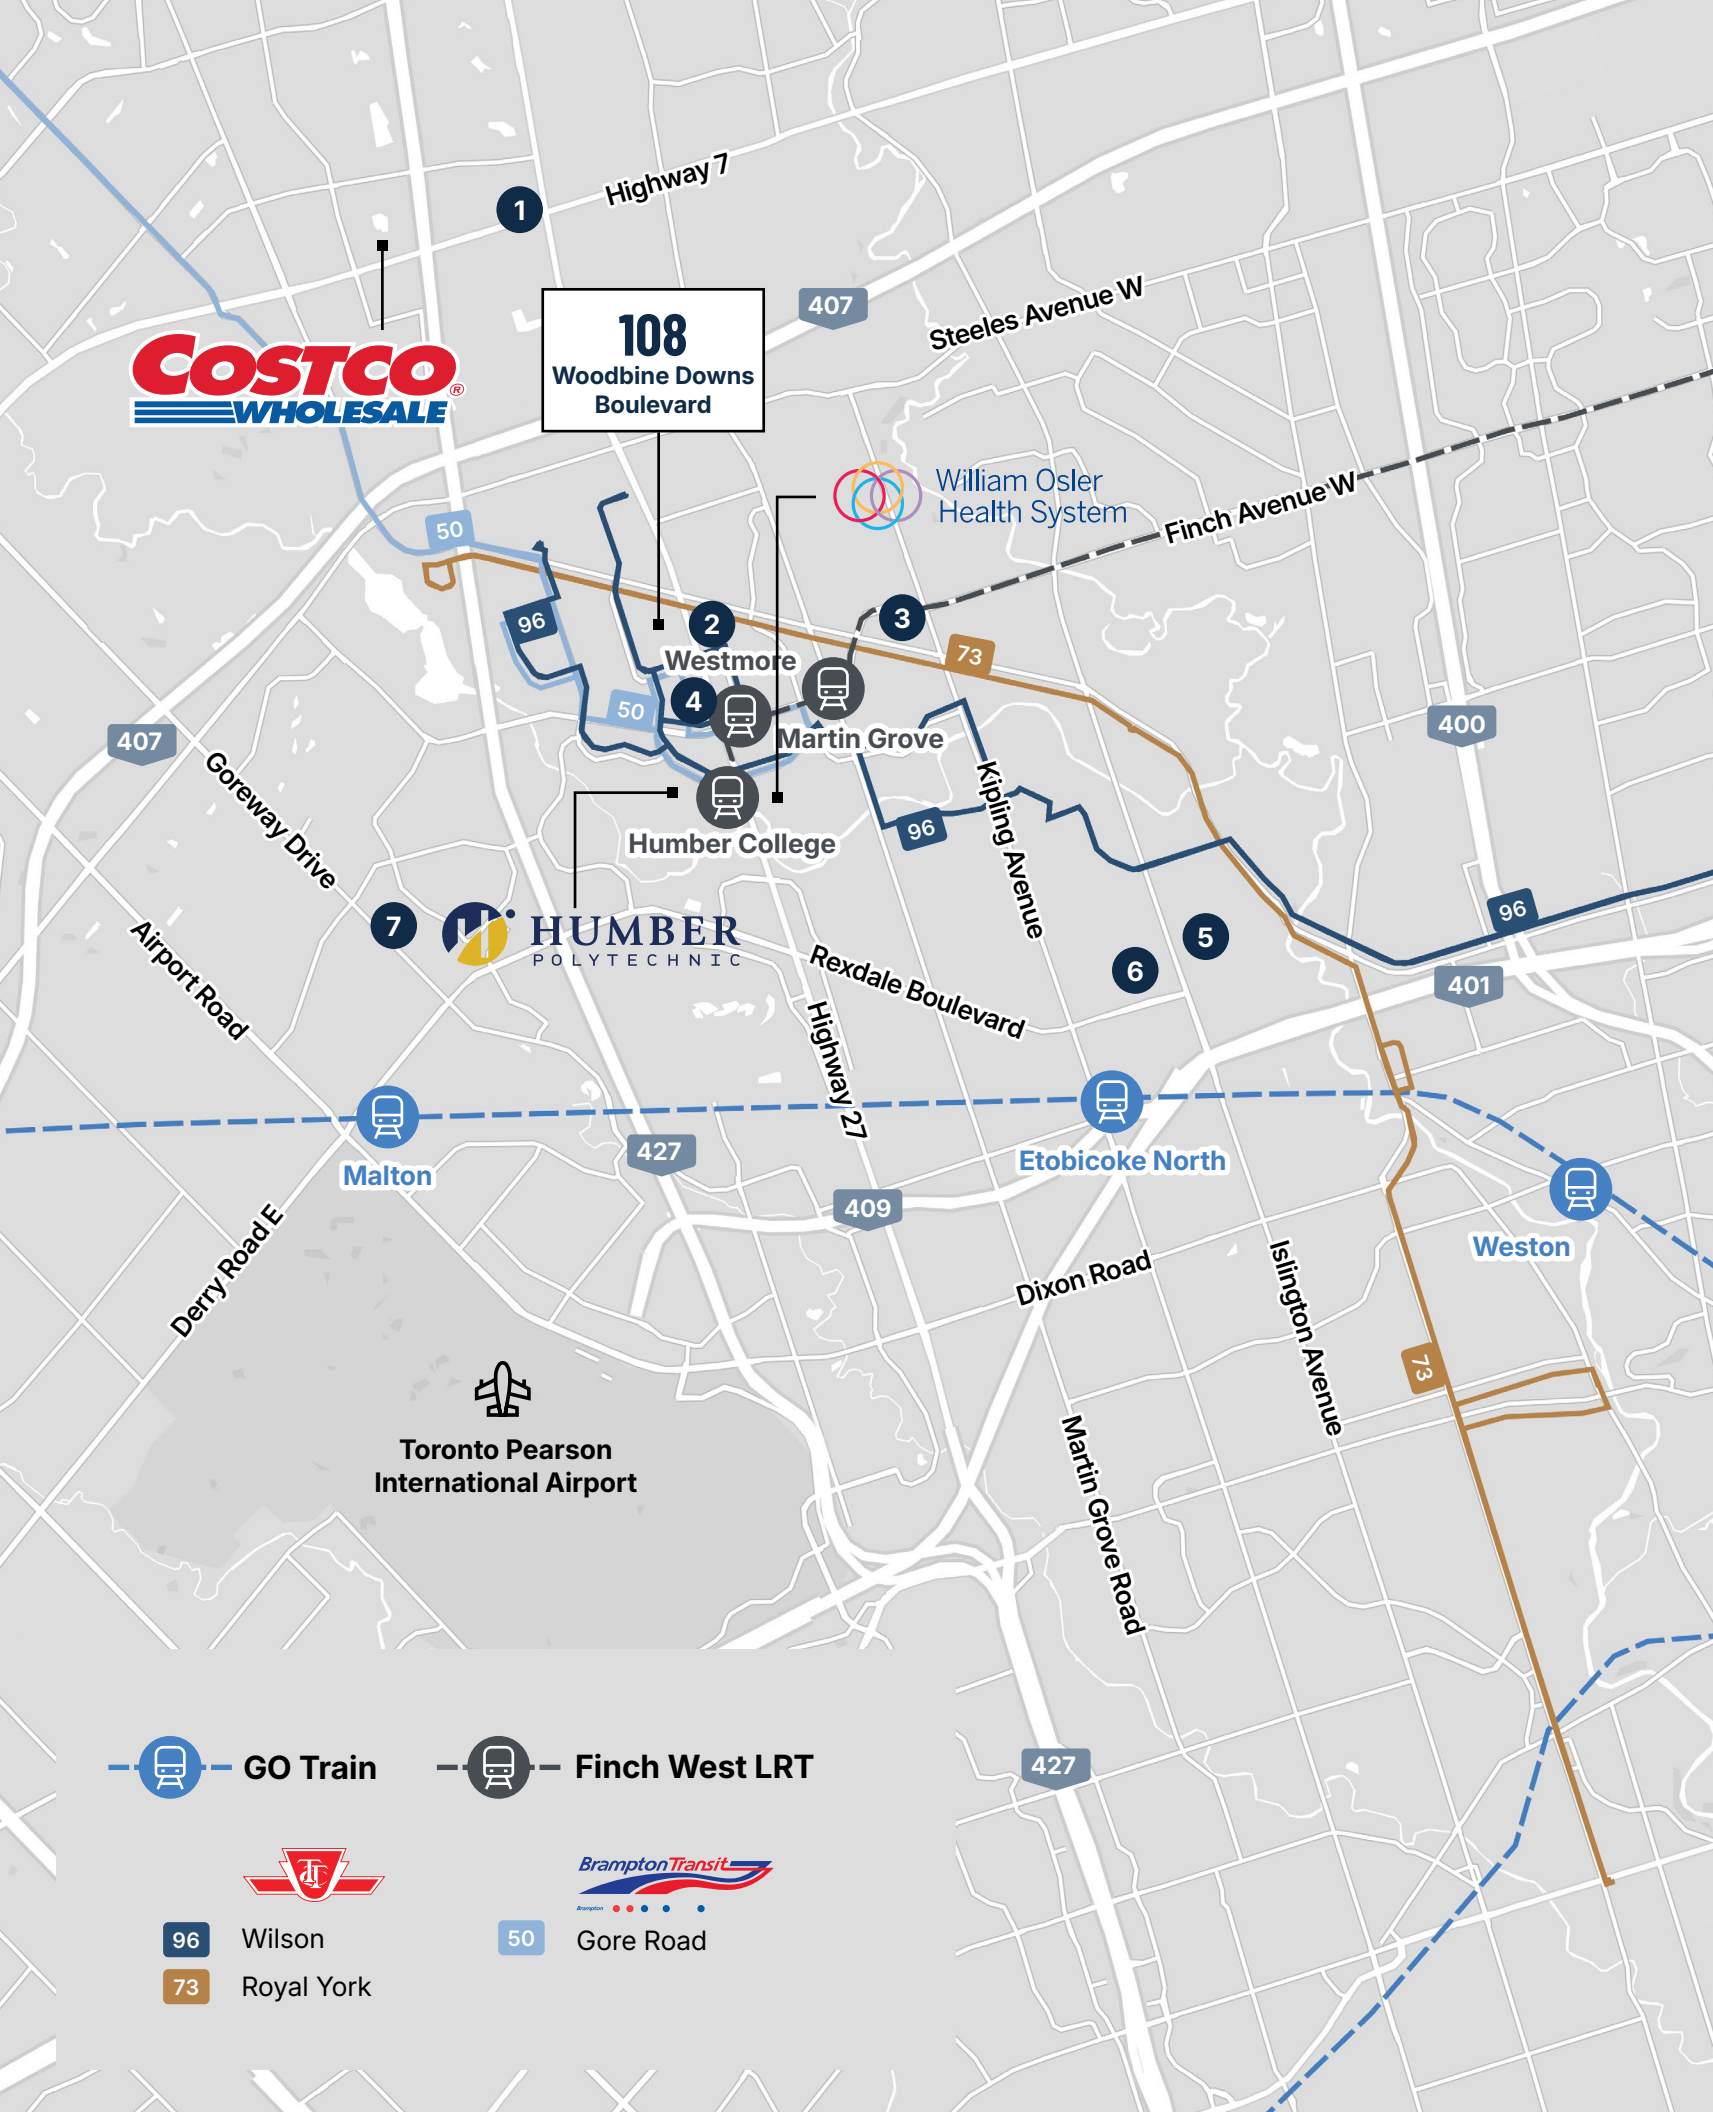 1
Highway 7
COSTCO
WHOLESALE
®
108
Woodbine Downs
Boulevard
407
Steeles Avenue W
William Osler
Health System
Finch Avenue W
50
96
2
3
Westmore
73
4
50
Martin Grove
400
407
Goreway Drive
Kipling Avenue
96
Humber College
7
HUMBER
POLYTECHNIC
96
5
6
Airport Road
Rexdale Boulevard
401
Highway 27
Malton
Etobicoke North
427
409
Weston
Derry Road E
Dixon Road
Islington Avenue
73
Toronto Pearson
International Airport
Martin Grove Road
GO Train
Finch West LRT
427
TTC
Brampton Transit
Brampton
96 Wilson
50 Gore Road
73 Royal York